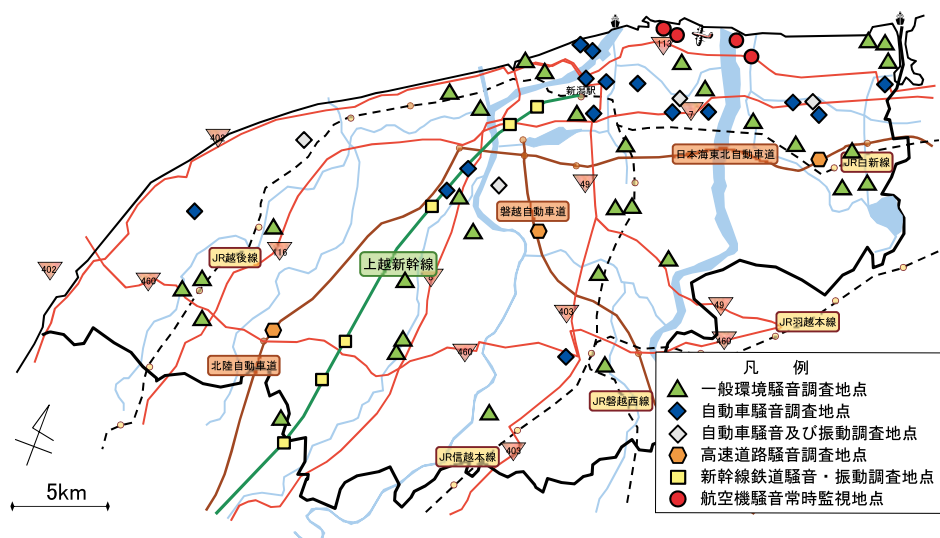 113
新潟駅
7
402
日本海東北自動車道
JR白新線
49
磐越自動車道
JR越後線
116
402
460
上越新幹線
8
49
403
JR羽越本線
460
460
北陸自動車道
JR磐越西線
JR信越本線
403
5km
凡 例
一般環境騒音調査地点
自動車騒音調査地点
自動車騒音及び振動調査地点
高速道路騒音調査地点
新幹線鉄道騒音・振動調査地点
航空機騒音常時監視地点